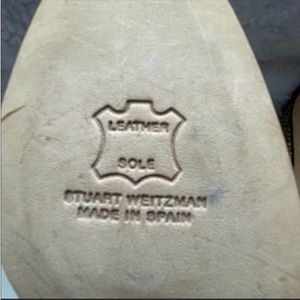 LEATHER
SOLE
STUART WEITZMAN
MADE IN SPAIN